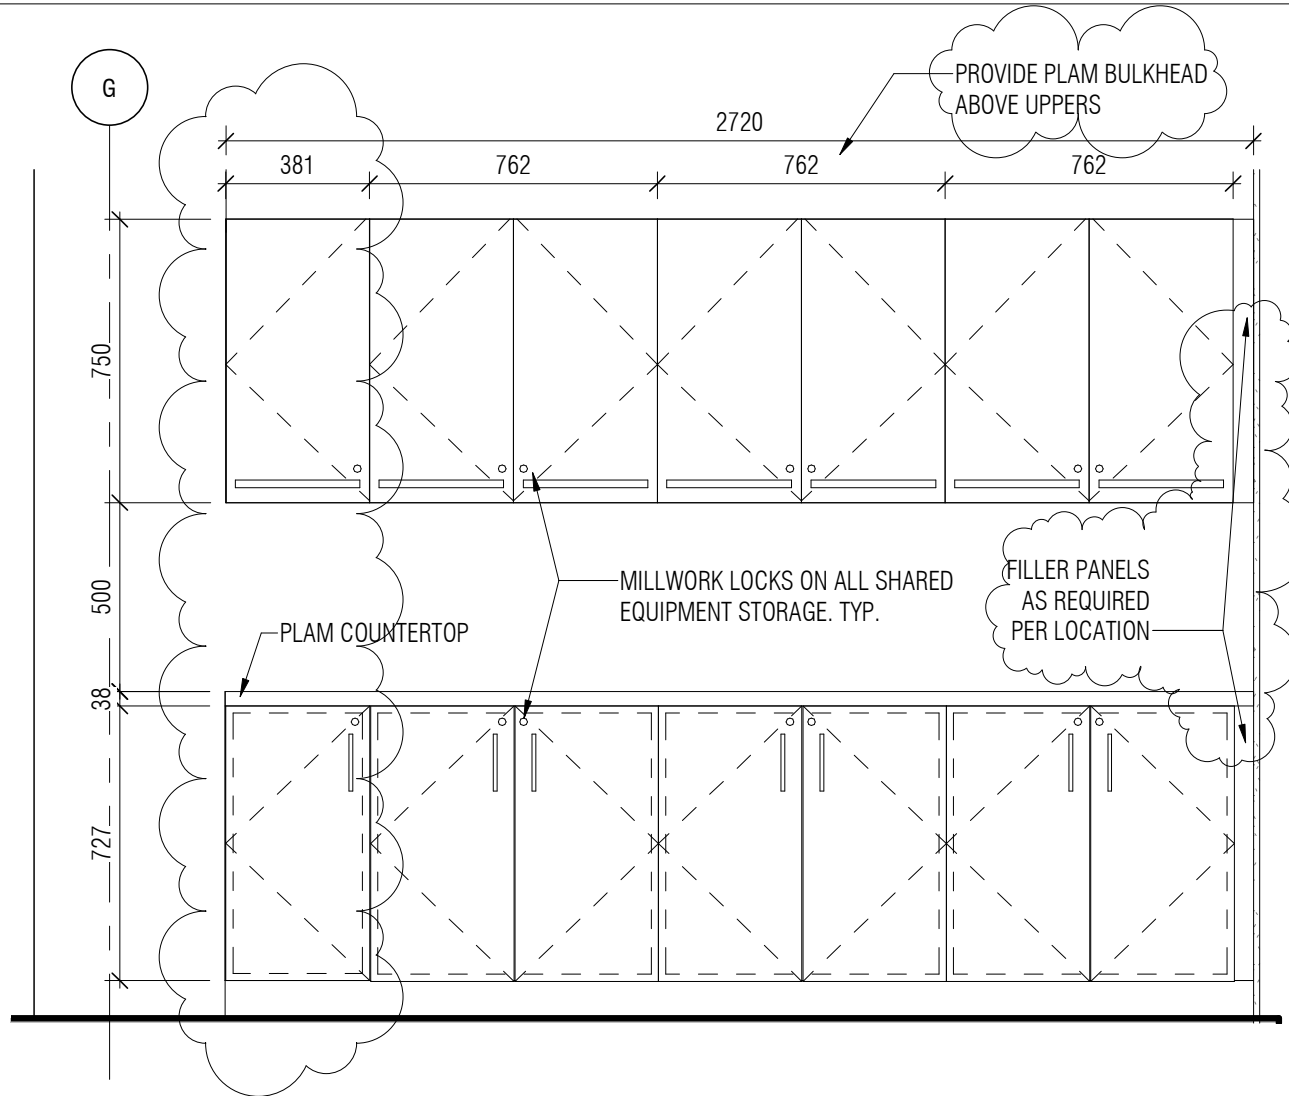 G
PROVIDE PLAM BULKHEAD
ABOVE UPPERS
2720
381
762
762
762
750
500
MILLWORK LOCKS ON ALL SHARED
EQUIPMENT STORAGE. TYP.
FILLER PANELS
AS REQUIRED
PER LOCATION
PLAM COUNTERTOP
38
727